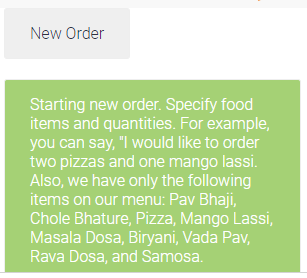 New Order
Starting new order. Specify food
items and quantities. For example,
you can say, "I would like to order
two pizzas and one mango lassi.
Also, we have only the following
items on our menu: Pav Bhaji,
Chole Bhature, Pizza, Mango Lassi,
Masala Dosa, Biryani, Vada Pav,
Rava Dosa, and Samosa.